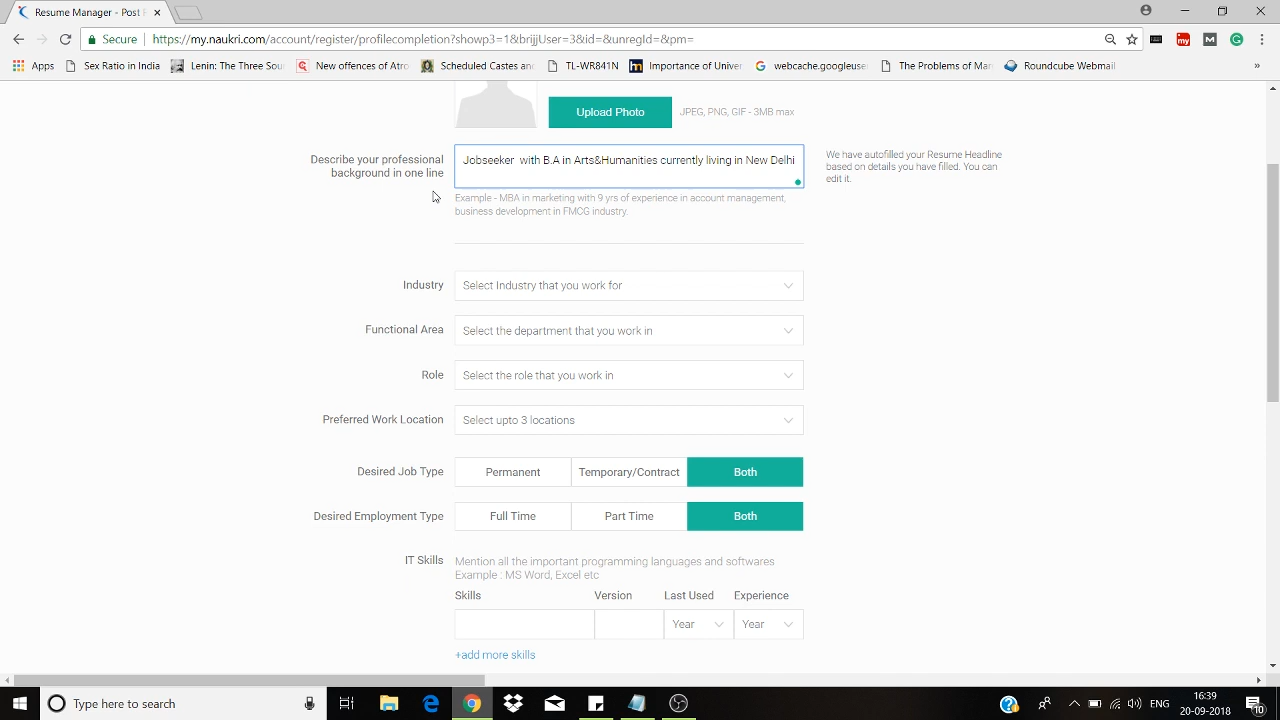 Resume Manager - Post F
Secure
https://my.naukri.com/account/register/profilecompletion?showp3=1&brijjUser=3&id=&unregId=&pm=
my
M
G
Apps
Sex Ratio in India
Lenin: The Three Sou
New offences of Atro
Scheduled Castes an
TL-WR841N
hm
Importance of Univer
webcache.googleuse
The Problems of Mar
Roundcube Webmail
»
Upload Photo
JPEG, PNG, GIF - 3MB max
Describe your professional
background in one line
Jobseeker  with B.A in Arts&Humanities currently living in New Delhi
We have autofilled your Resume Headline
based on details you have filled. You can
edit it.
Example - MBA in marketing with 9 yrs of experience in account management,
business development in FMCG industry.
Industry
Select Industry that you work for
Functional Area
Select the department that you work in
Role
Select the role that you work in
Preferred Work Location
Select upto 3 locations
Desired Job Type
Permanent
Temporary/Contract
Both
Desired Employment Type
Full Time
Part Time
Both
IT Skills
Mention all the important programming languages and softwares
Example : MS Word, Excel etc
Skills
Version
Last Used
Experience
Year
Year
+add more skills
Type here to search
ENG
16:39
20-09-2018